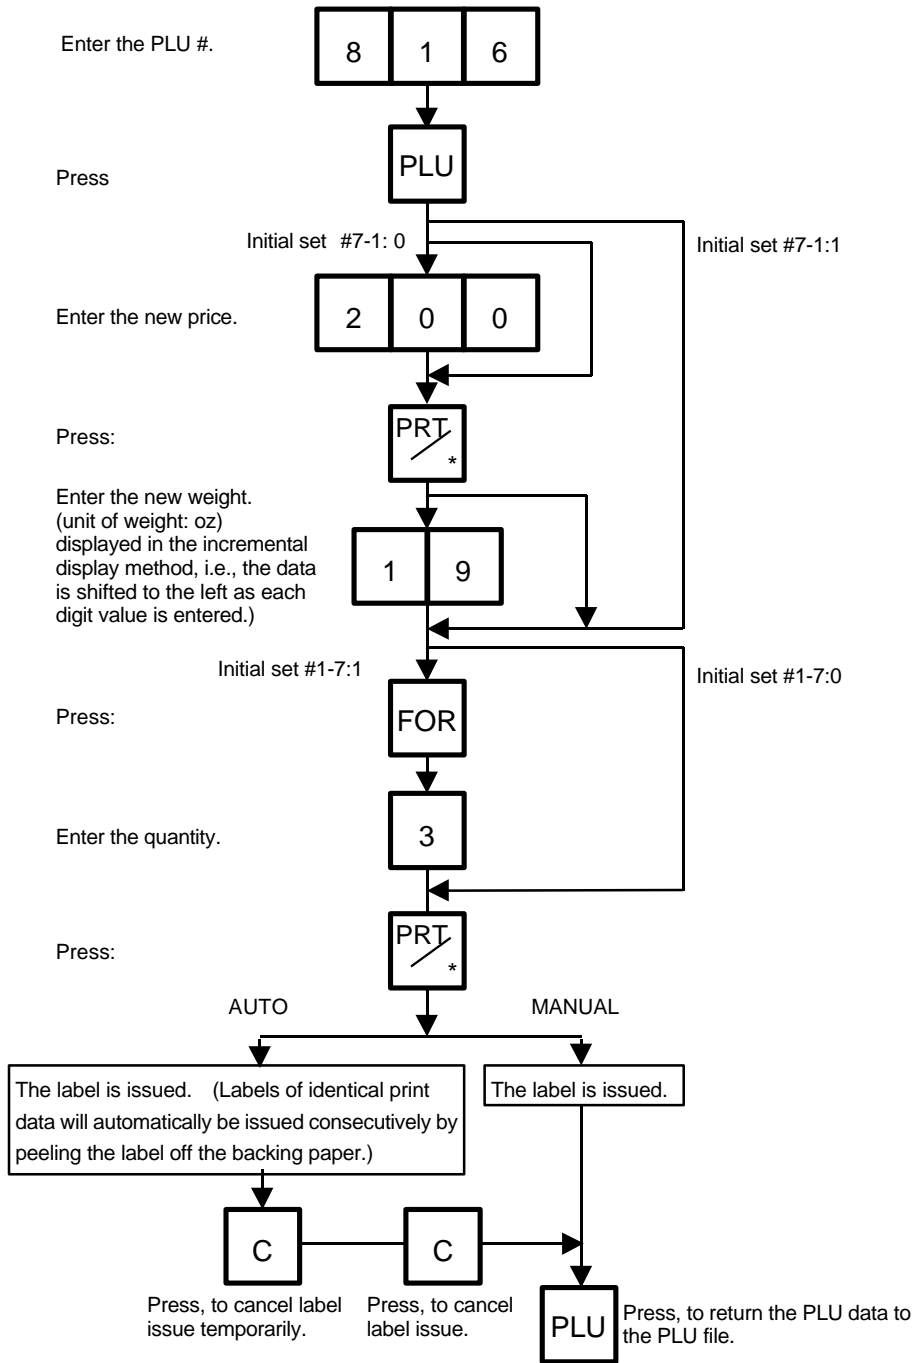 Enter the PLU #.
8 1 6
PLU
Press
Initial set #7-1: 0
Initial set #7-1:1
Enter the new price.
2 0 0
Press:
PRT
*
Enter the new weight.
(unit of weight: oz)
displayed in the incremental
display method, i.e., the data
is shifted to the left as each
digit value is entered.)
1 9
Initial set #1-7:1
Initial set #1-7:0
Press:
FOR
Enter the quantity.
3
Press:
PRT
*
AUTO
MANUAL
The label is issued. (Labels of identical print
data will automatically be issued consecutively by
peeling the label off the backing paper.)
The label is issued.
C
C
Press, to cancel label
issue temporarily.
Press, to cancel
label issue.
PLU
Press, to return the PLU data to
the PLU file.